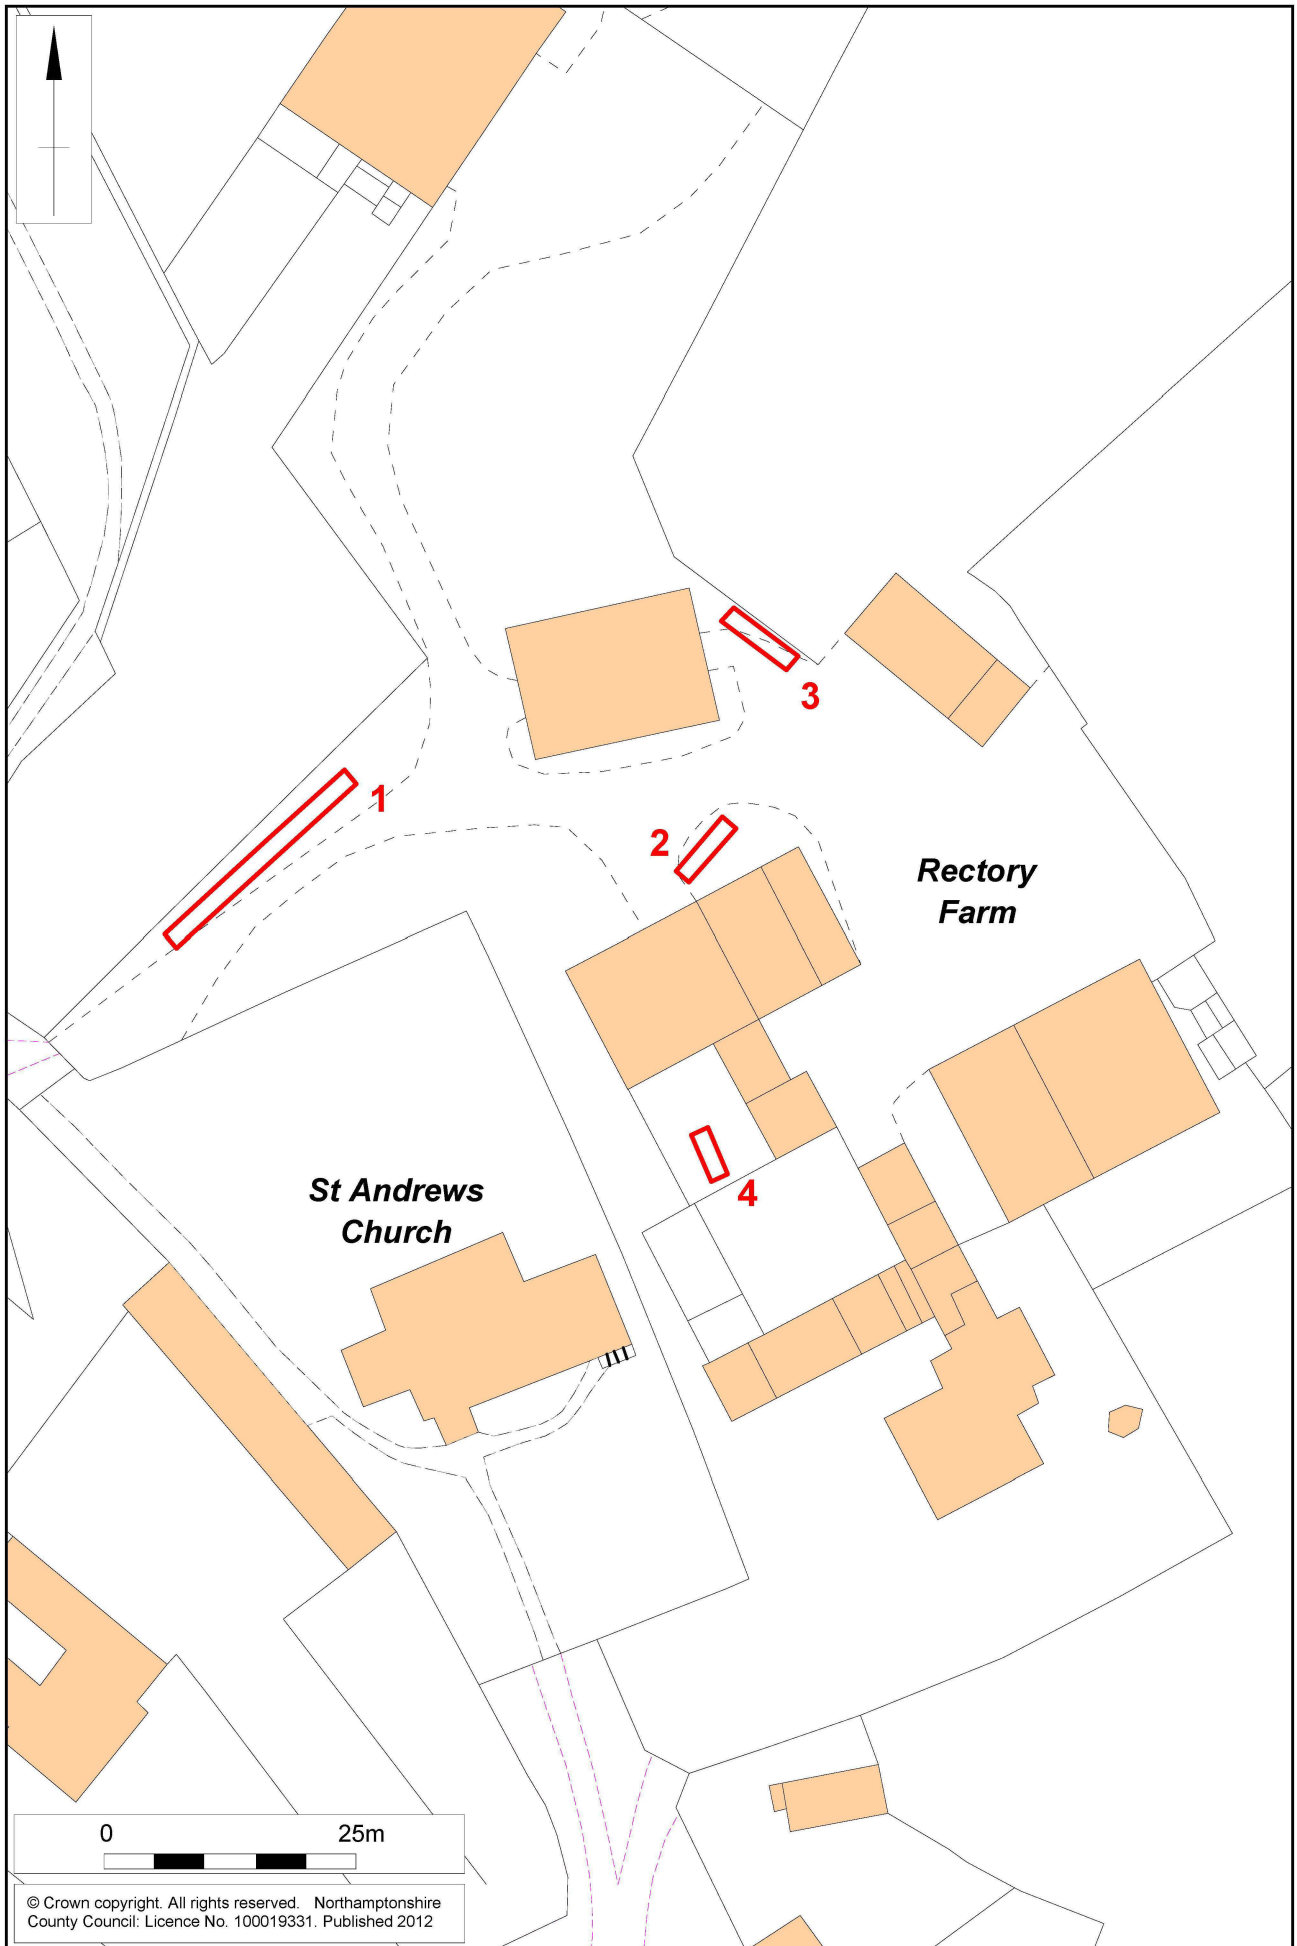 1
2
3
Rectory
Farm
4
St Andrews
Church
0 25m
© Crown copyright. All rights reserved. Northamptonshire
County Council: Licence No. 100019331. Published 2012